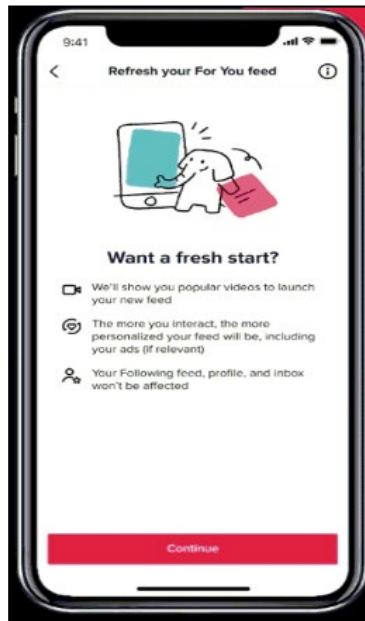 9:41
Refresh your For You feed
Want a fresh start?
We'll show you popular videos to launch
your new feed
The more you interact, the more
personalized your feed will be, including
your ads (if relevant)
Your Following feed, profile, and inbox
won't be affected
Continue